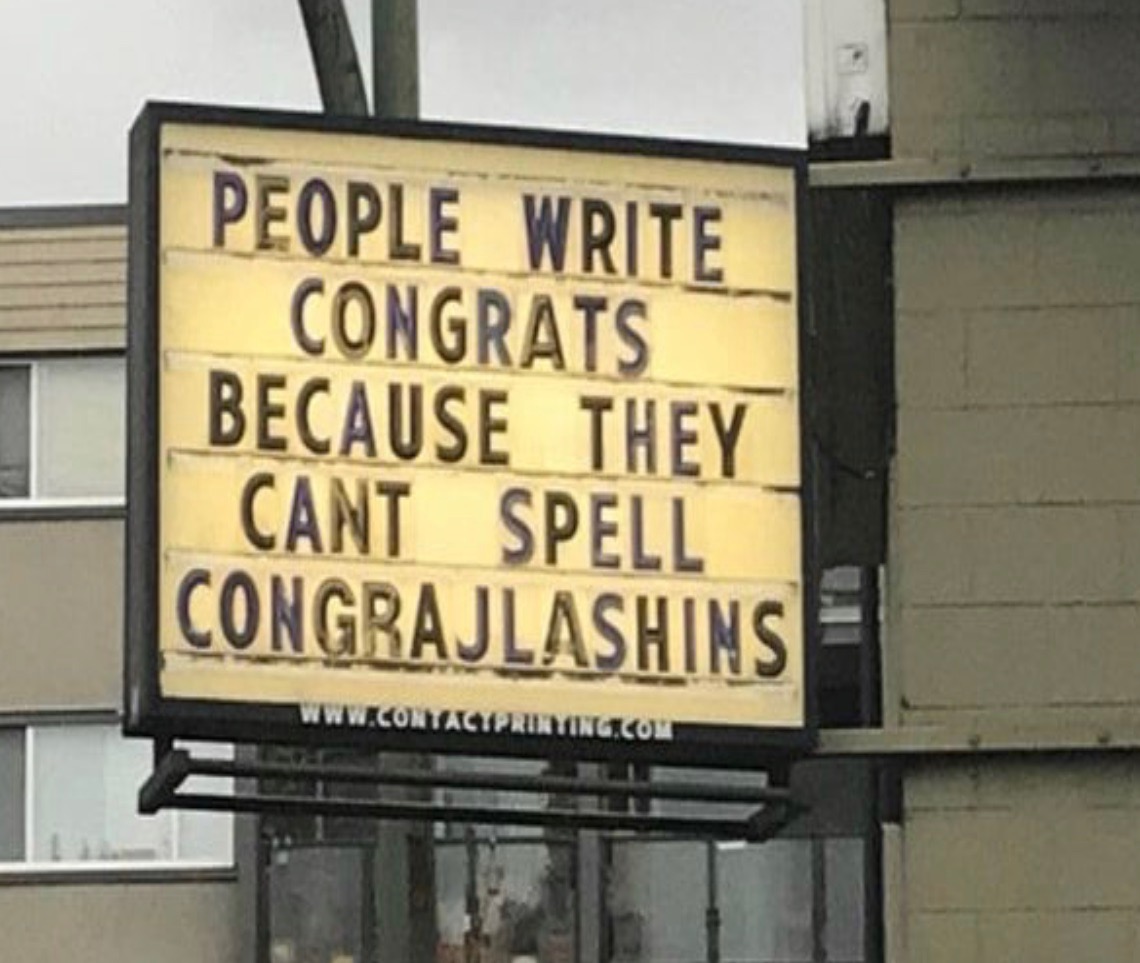 PEOPLE WRITE
CONGRATS
BECAUSE THEY
CANT SPELL
CONGRAJLASHINS
WWW.CONTACTPRINTING.COM